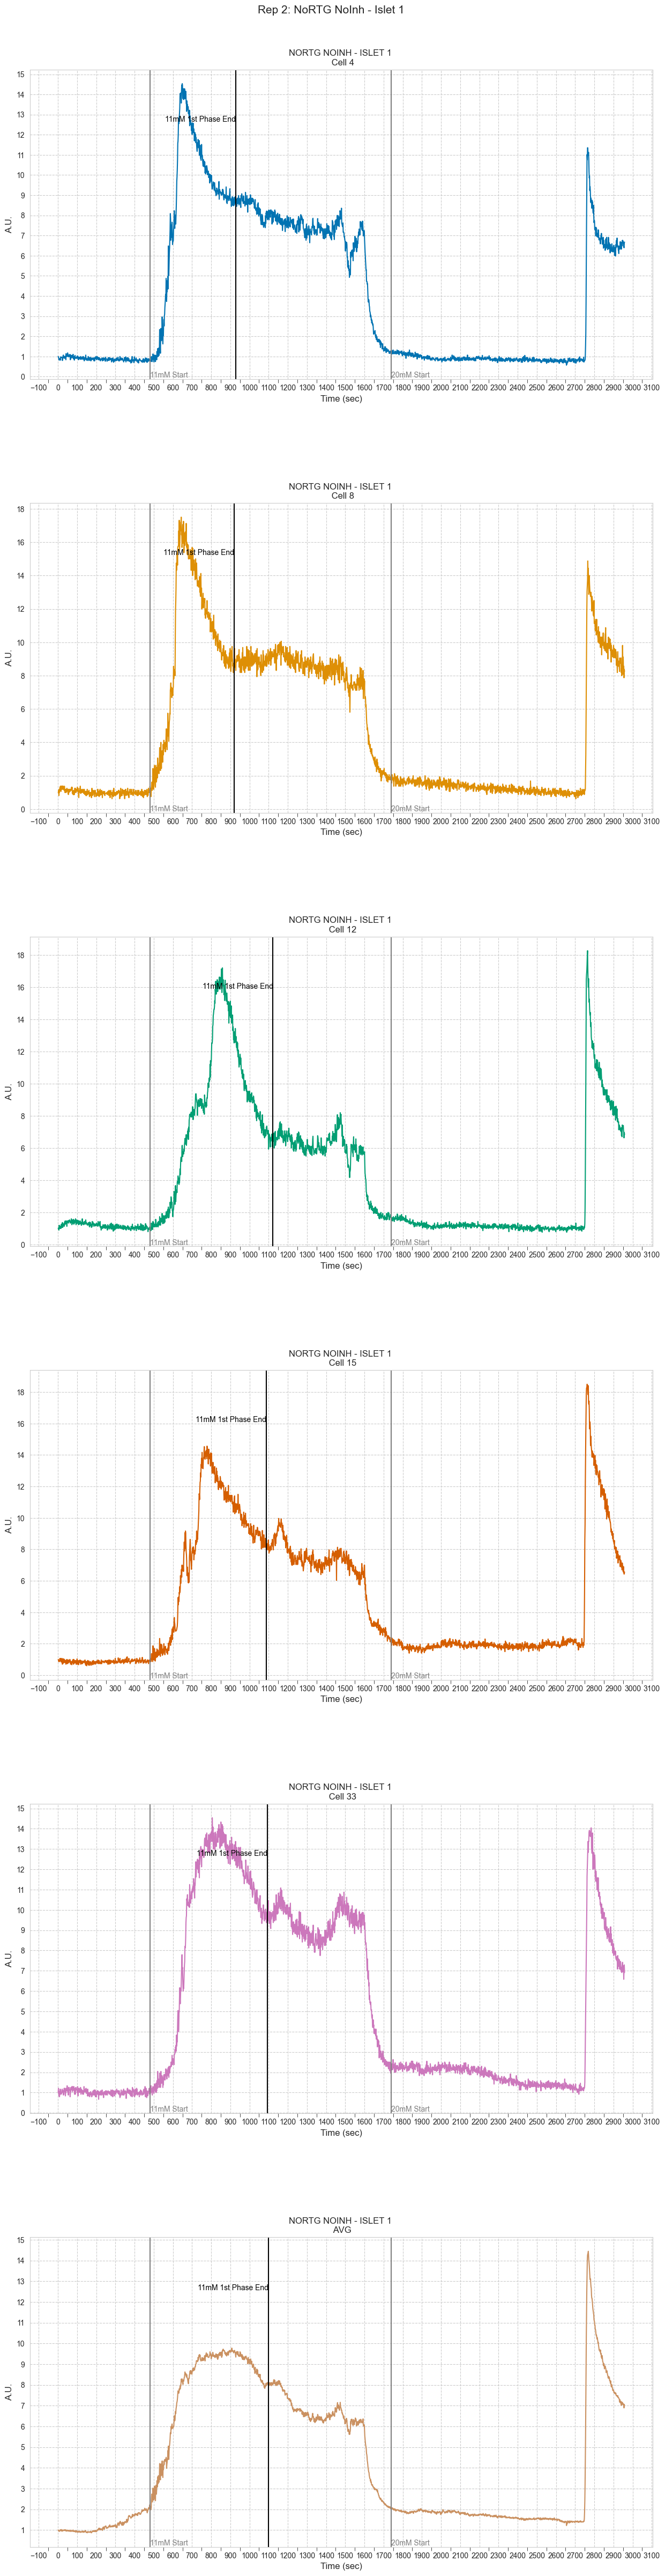 Rep 2: NoRTG NoInh - Islet 1
NORTG NOINH - ISLET 1
Cell 4
15
14
13
12
11
10
9
8
7
6
5
4
3
2
1
0
A.U.
11mM 1st Phase End
11mM Start
20mM Start
−100 0 100 200 300 400 500 600 700 800 900 1000 1100 1200 1300 1400 1500 1600 1700 1800 1900 2000 2100 2200 2300 2400 2500 2600 2700 2800 2900 3000 3100
Time (sec)
NORTG NOINH - ISLET 1
Cell 8
18
16
14
12
10
8
6
4
2
0
A.U.
11mM 1st Phase End
11mM Start
20mM Start
−100 0 100 200 300 400 500 600 700 800 900 1000 1100 1200 1300 1400 1500 1600 1700 1800 1900 2000 2100 2200 2300 2400 2500 2600 2700 2800 2900 3000 3100
Time (sec)
NORTG NOINH - ISLET 1
Cell 12
18
16
14
12
10
8
6
4
2
0
A.U.
11mM 1st Phase End
11mM Start
20mM Start
−100 0 100 200 300 400 500 600 700 800 900 1000 1100 1200 1300 1400 1500 1600 1700 1800 1900 2000 2100 2200 2300 2400 2500 2600 2700 2800 2900 3000 3100
Time (sec)
NORTG NOINH - ISLET 1
Cell 15
18
16
14
12
10
8
6
4
2
0
A.U.
11mM 1st Phase End
11mM Start
20mM Start
−100 0 100 200 300 400 500 600 700 800 900 1000 1100 1200 1300 1400 1500 1600 1700 1800 1900 2000 2100 2200 2300 2400 2500 2600 2700 2800 2900 3000 3100
Time (sec)
NORTG NOINH - ISLET 1
Cell 33
15
14
13
12
11
10
9
8
7
6
5
4
3
2
1
0
A.U.
11mM 1st Phase End
11mM Start
20mM Start
−100 0 100 200 300 400 500 600 700 800 900 1000 1100 1200 1300 1400 1500 1600 1700 1800 1900 2000 2100 2200 2300 2400 2500 2600 2700 2800 2900 3000 3100
Time (sec)
NORTG NOINH - ISLET 1
AVG
15
14
13
12
11
10
9
8
7
6
5
4
3
2
1
A.U.
11mM 1st Phase End
11mM Start
20mM Start
−100 0 100 200 300 400 500 600 700 800 900 1000 1100 1200 1300 1400 1500 1600 1700 1800 1900 2000 2100 2200 2300 2400 2500 2600 2700 2800 2900 3000 3100
Time (sec)